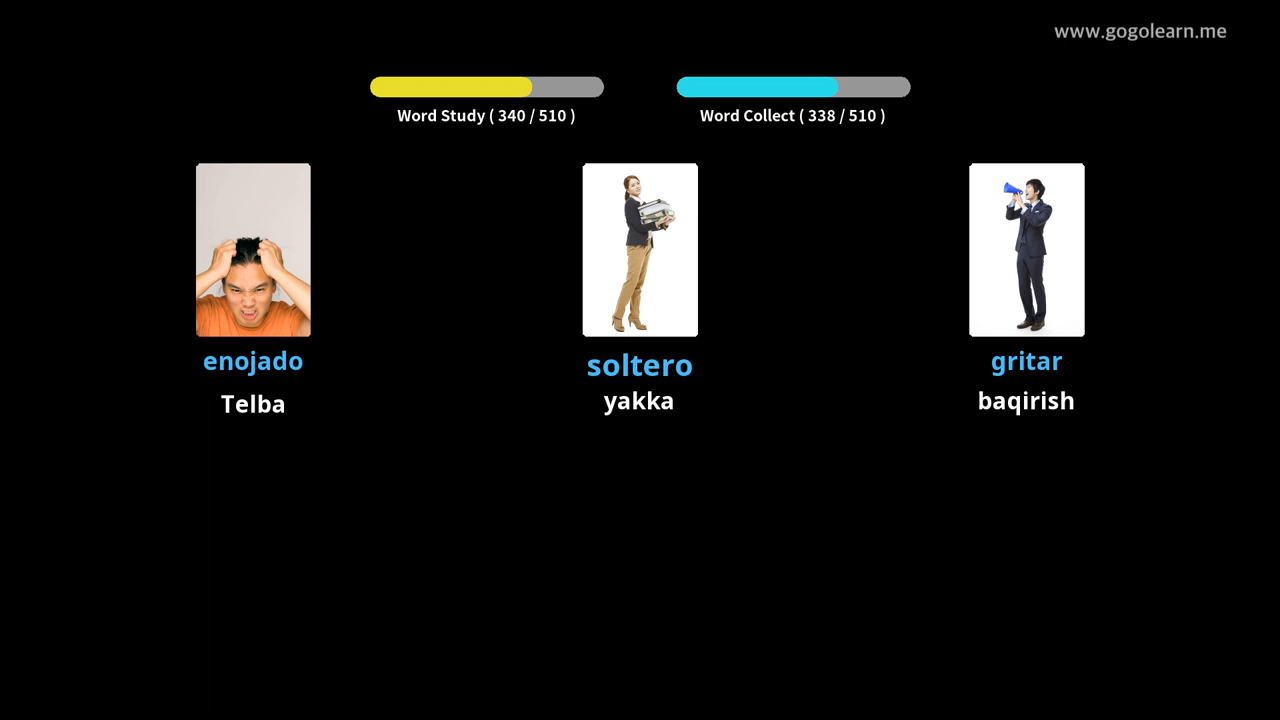 www.gogolearn.me
Word Study ( 340 / 510 )
Word Collect ( 338 / 510 )
enojado
soltero
gritar
Telba
yakka
baqirish